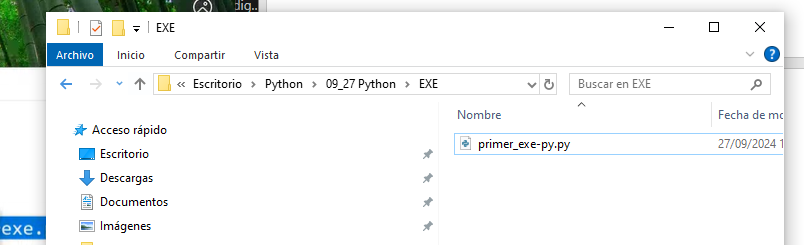 dig..
EXE
Archivo Inicio Compartir Vista
« Escritorio > Python > 09_27 Python > EXE Buscar en EXE
Nombre Fecha de mo
Acceso rápido
primer_exe-py.py 27/09/2024 1
Escritorio
Descargas
Documentos
Imágenes
exe.